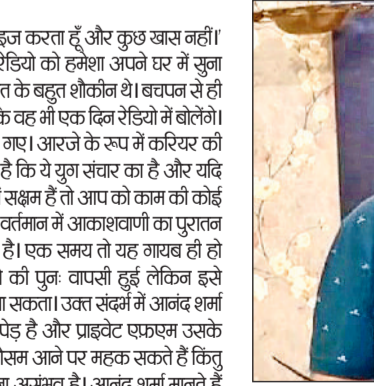 इज करता हूँ और कुछ खास नहीं।’
रेडियो को हमेशा अपने घर में सुना
त के बहुत शौकीन थे। बचपन से ही
के वह भी एक दिन रेडियो में बोलेंगे।
गए। आरजे के रूप में करियर की
है कि ये युग संचार का है और यदि
सक्षम हैं तो आप को काम की कोई
वर्तमान में आकाशवाणी का पुरातन
है। एक समय तो यह गायब ही हो
की पुनः वापसी हुई लेकिन इसे
ा सकता। उक्त संदर्भ में आनंद शर्मा
पेड़ है और प्राइवेट एफ़एम उसके
ौसम आने पर महक सकते हैं किंतु
ना असंभव है। आनंद शर्मा मानते हैं